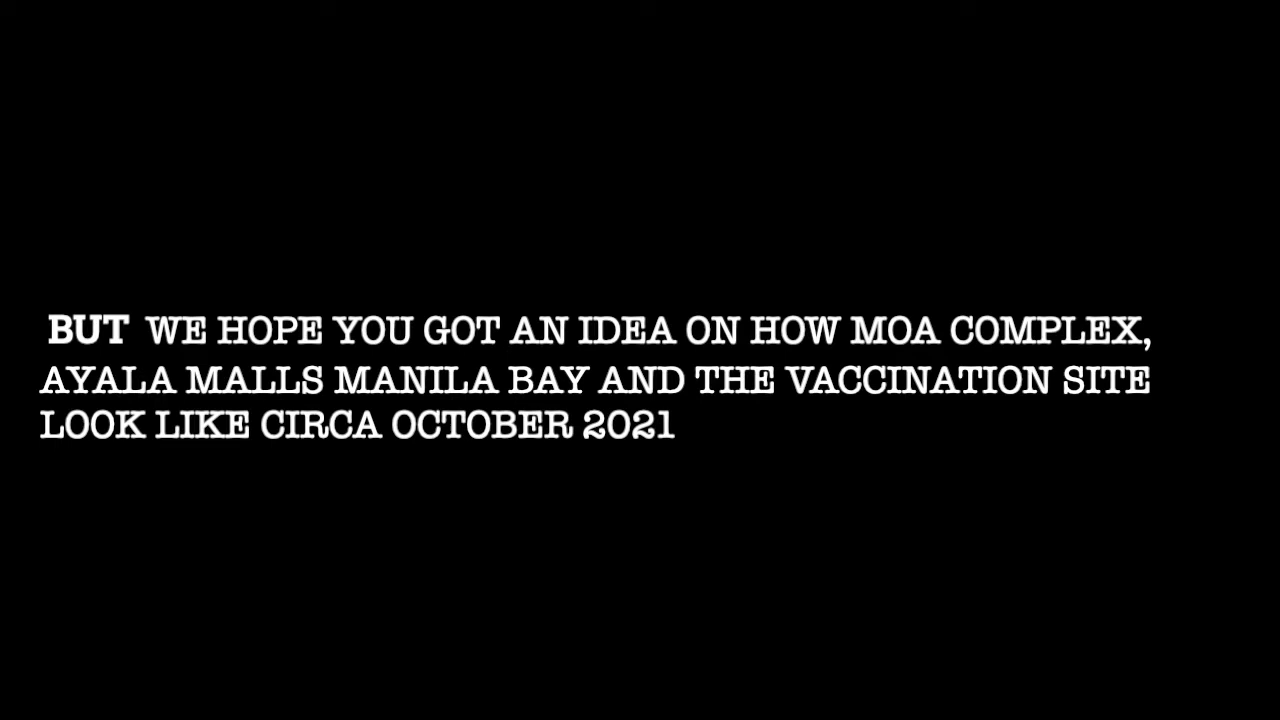 BUT WE HOPE YOU GOT AN IDEA ON HOW MOA COMPLEX,
AYALA MALLS MANILA BAY AND THE VACCINATION SITE
LOOK LIKE CIRCA OCTOBER 2021